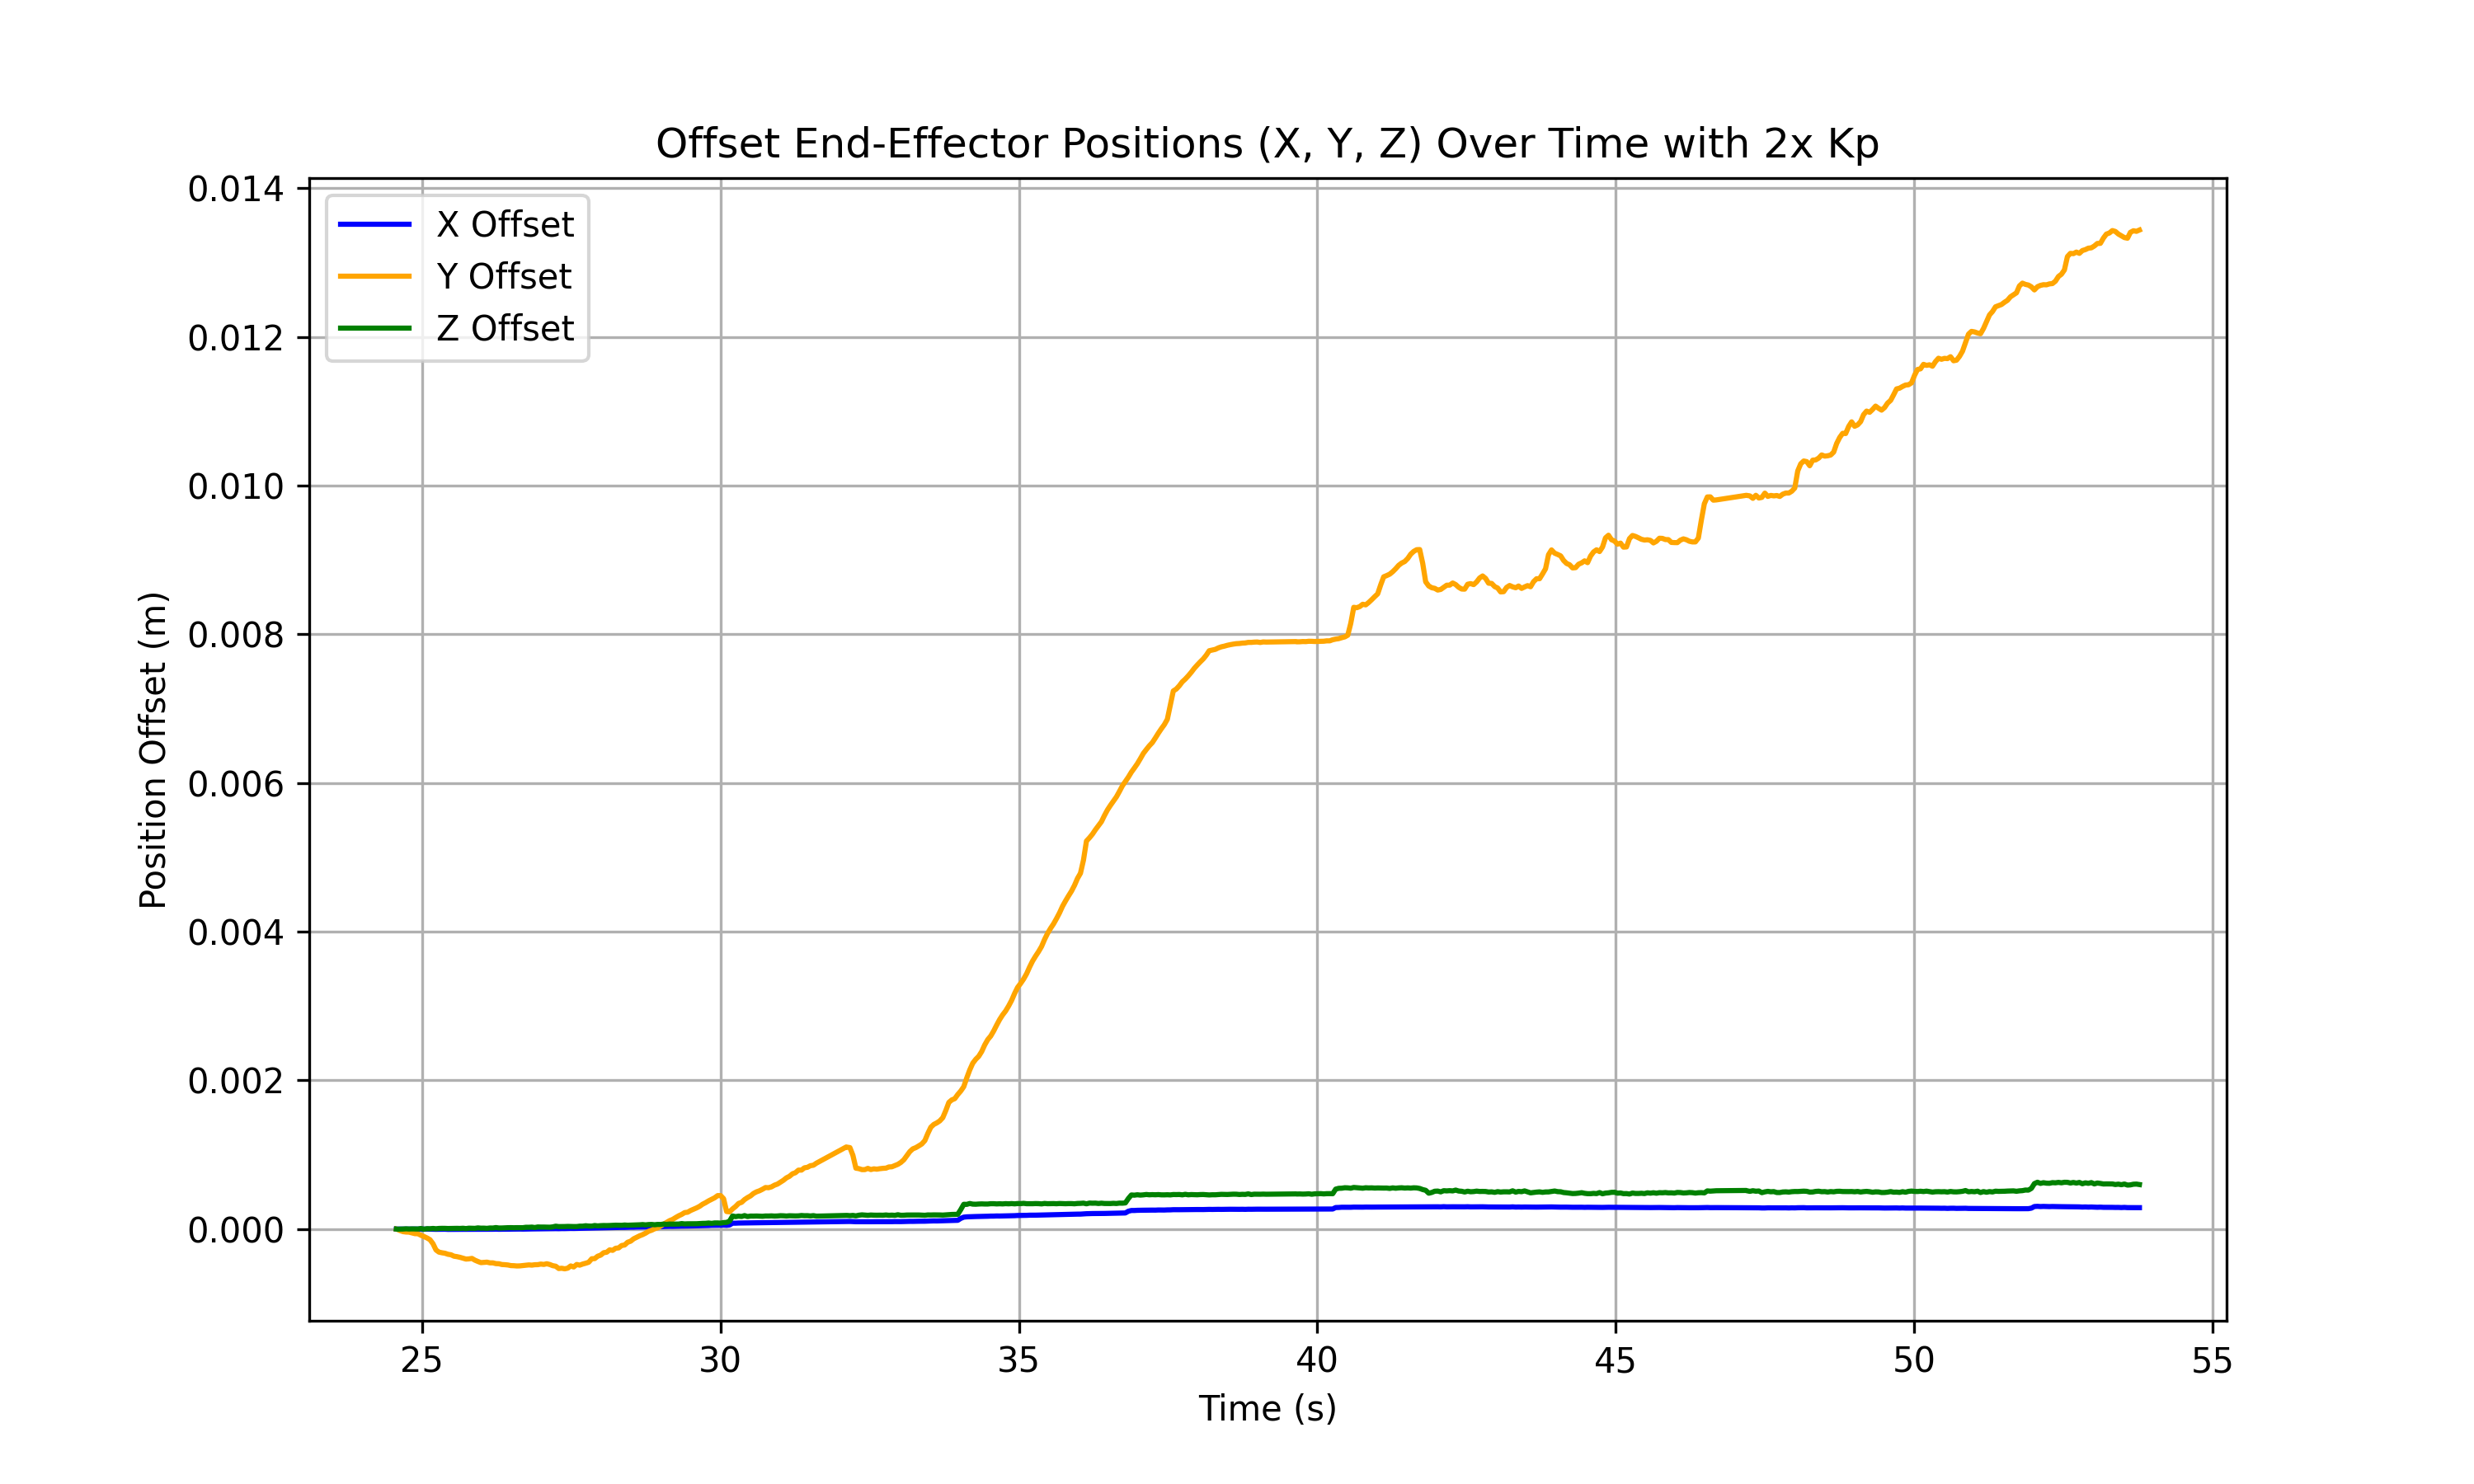 Offset End-Effector Positions (X, Y, Z) Over Time with 2x Kp
X Offset
Y Offset
Z Offset
0.014
0.012
0.010
0.008
0.006
0.004
0.002
0.000
Position Offset (m)
25 30 35 40 45 50 55
Time (s)